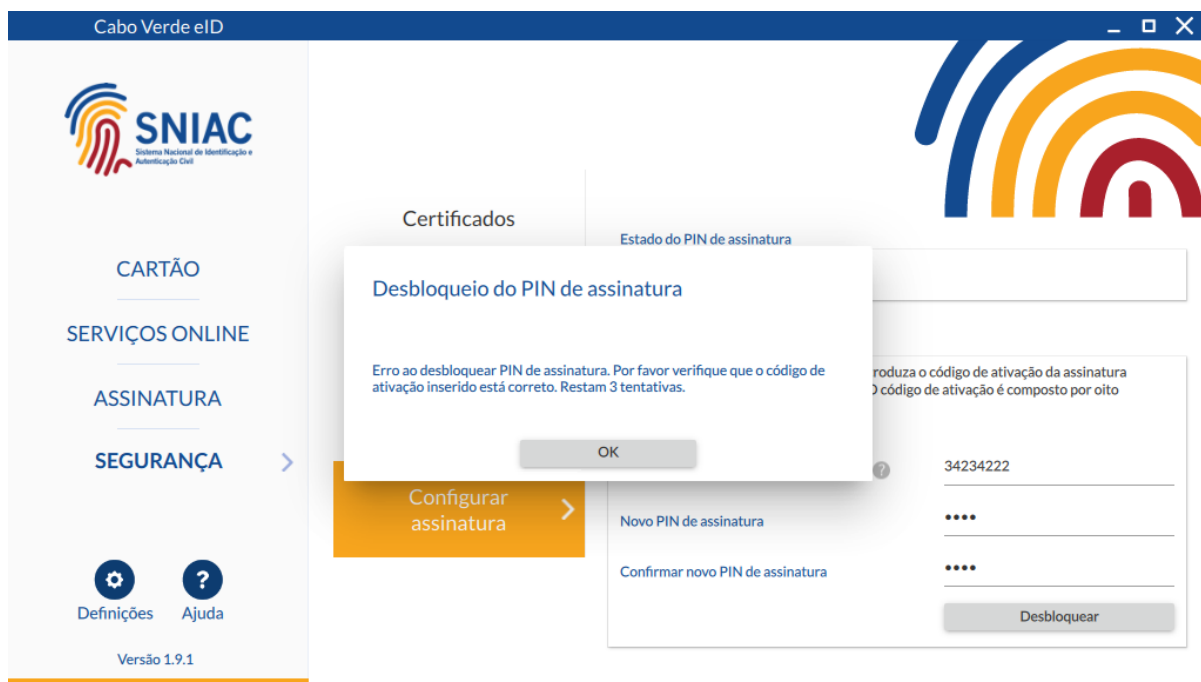 Cabo Verde eID
SNIAC
Sistema Nacional de Identificação e
Autenticação Civil
CARTÃO
SERVIÇOS ONLINE
ASSINATURA
SEGURANÇA
Definições
Ajuda
Versão 1.9.1
Certificados
Configurar
assinatura
Estado do PIN de assinatura
Desbloqueio do PIN de assinatura
Erro ao desbloquear PIN de assinatura. Por favor verifique que o código de
ativação inserido está correto. Restam 3 tentativas.
OK
o código de ativação da assinatura
código de ativação é composto por oito
?
34234222
Novo PIN de assinatura
••••
Confirmar novo PIN de assinatura
••••
Desbloquear